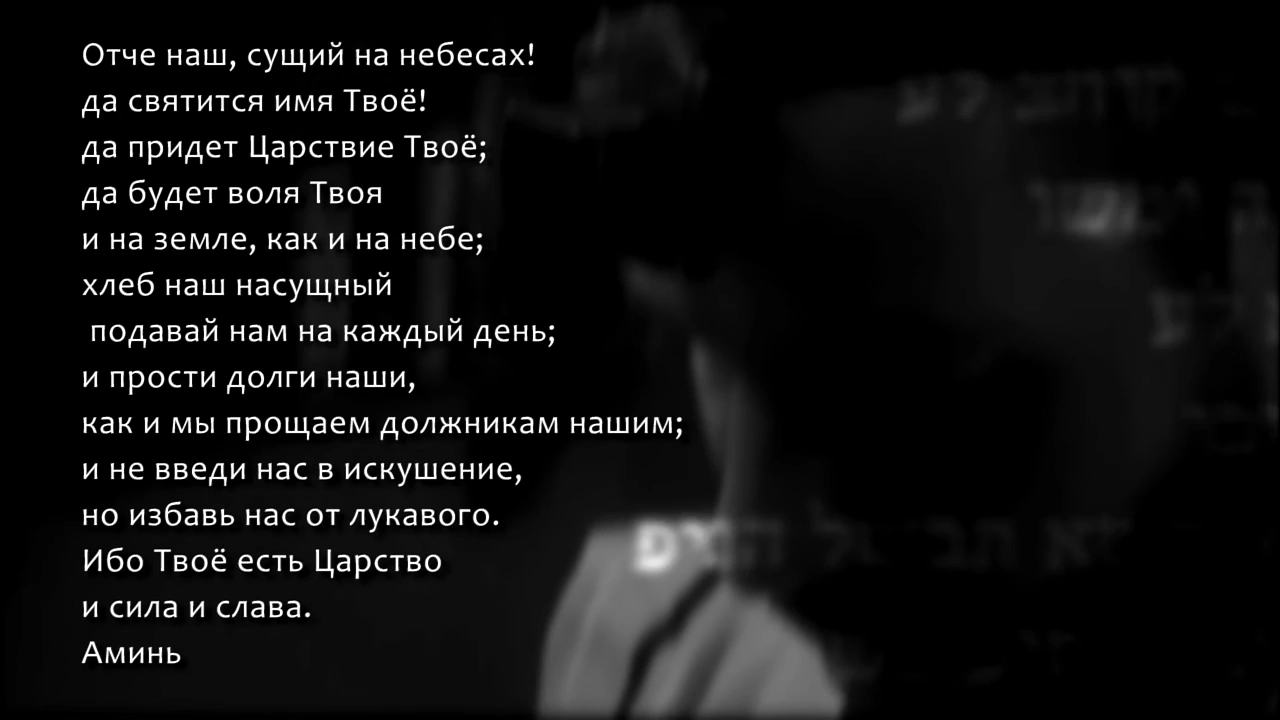 Отче наш, сущий на небесах!
да святится имя Твоё!
да придет Царствие Твоё;
да будет воля Твоя
и на земле, как и на небе;
хлеб наш насущный
подавай нам на каждый день;
и прости долги наши,
как и мы прощаем должникам нашим;
и не введи нас в искушение,
но избавь нас от лукавого.
Ибо Твоё есть Царство
и сила и слава.
Аминь